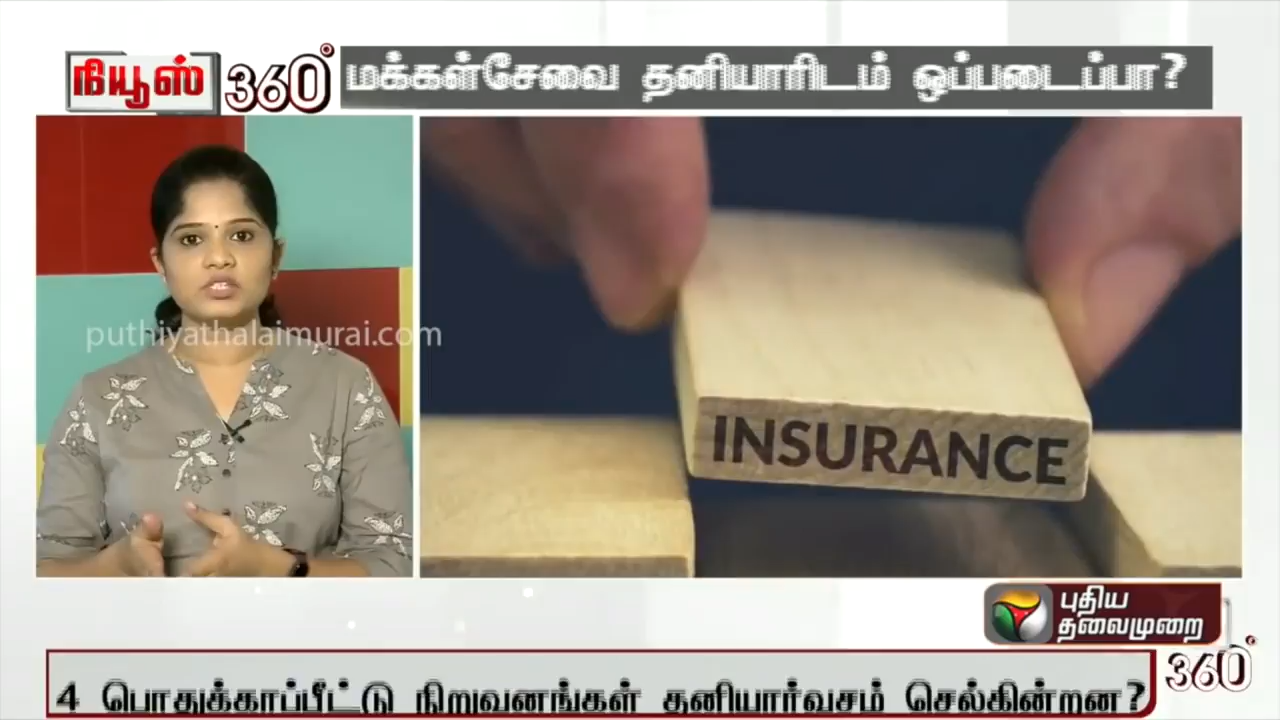 நியூஸ் 360° மக்கள்சேவை தனியாரிடம் ஒப்படைப்பா?
puthiyathalaimurai.com
INSURANCE
புதிய
தலைமுறை
360°
4 பொதுக்காப்பீட்டு நிறுவனங்கள் தனியார்வசம் செல்கின்றன?